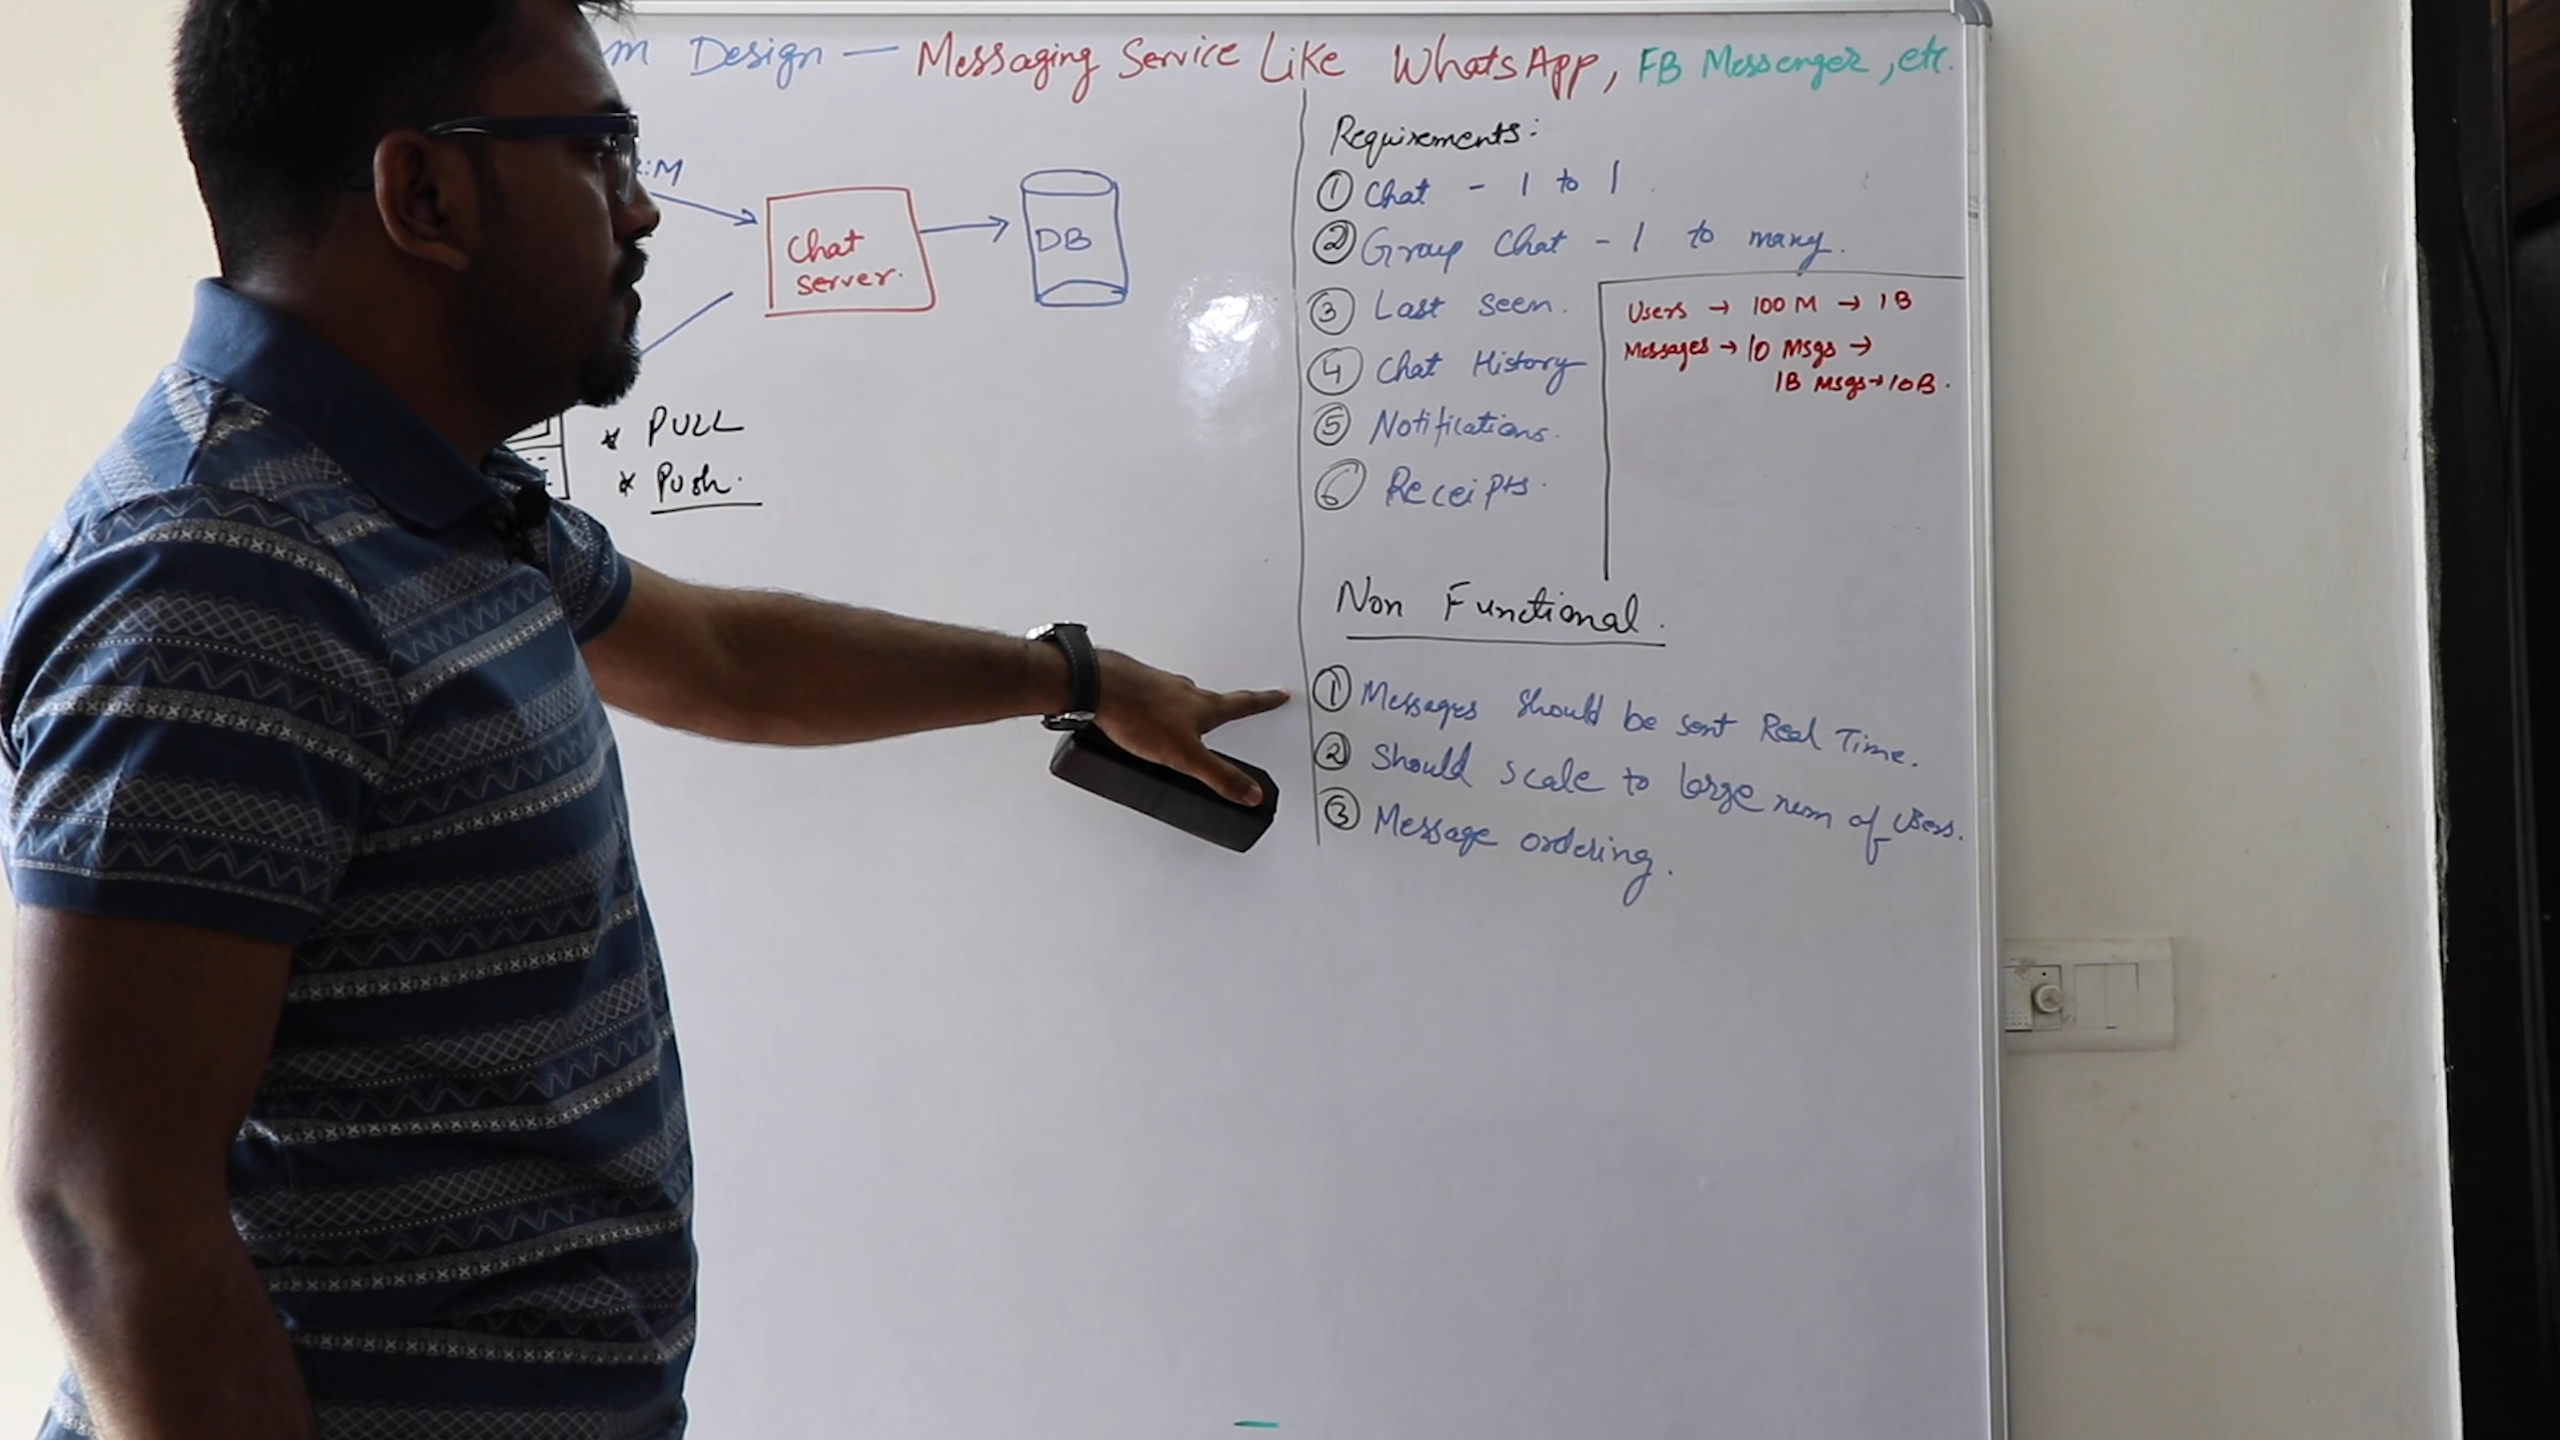 Design — Messaging Service Like WhatsApp, FB Messenger, etc.
:M
Chat
server.
DB
* PULL
* Push.
Requirements:
① Chat - 1 to 1
② Group Chat - 1 to many.
③ Last seen.
④ Chat History
⑤ Notifications.
⑥ Receipts.
Users → 100 M → 1B
Messages → 10 Msgs →
1B Msgs → 10B.
Non Functional.
① Messages should be sent Real Time.
② Should scale to large num of Users.
③ Message ordering.